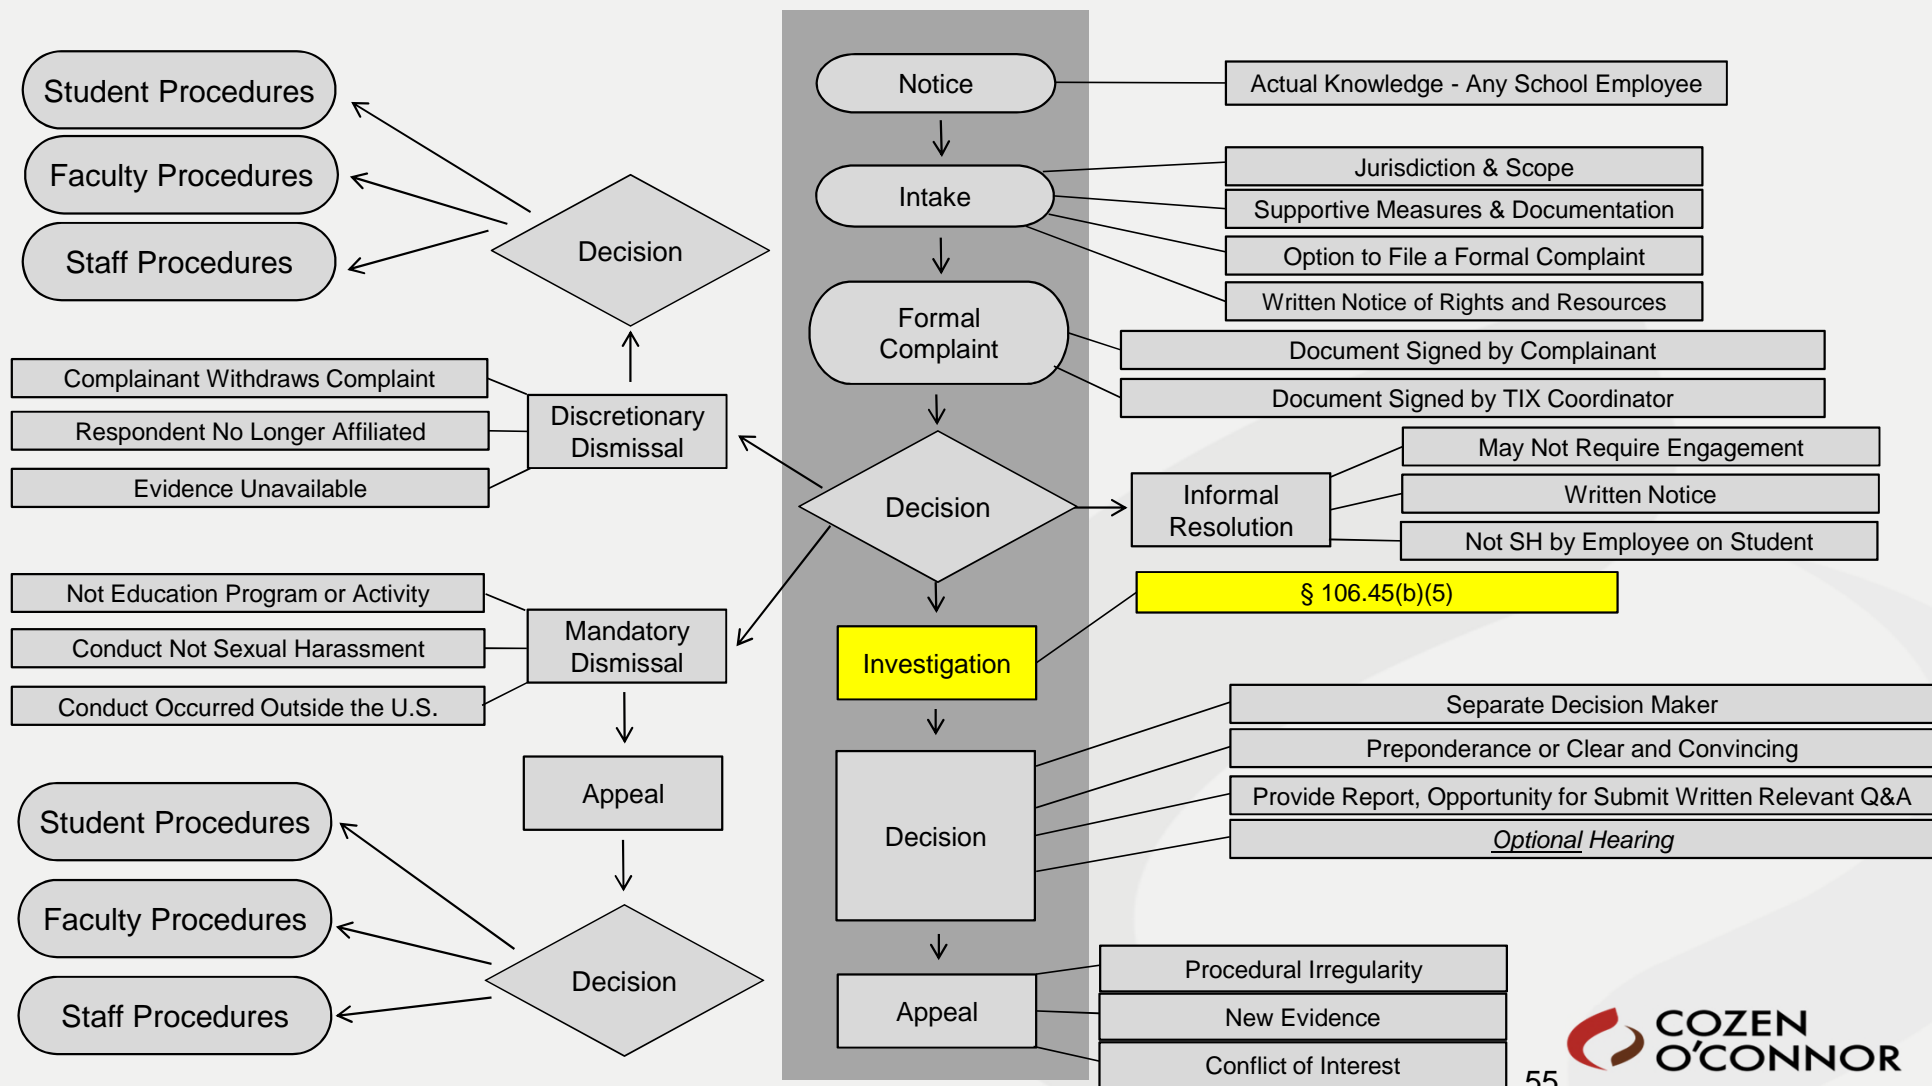 Notice
Actual Knowledge - Any School Employee
Intake
Jurisdiction & Scope
Supportive Measures & Documentation
Option to File a Formal Complaint
Written Notice of Rights and Resources
Formal
Complaint
Document Signed by Complainant
Document Signed by TIX Coordinator
Decision
Informal
Resolution
May Not Require Engagement
Written Notice
Not SH by Employee on Student
Discretionary
Dismissal
Complainant Withdraws Complaint
Respondent No Longer Affiliated
Evidence Unavailable
Decision
Student Procedures
Faculty Procedures
Staff Procedures
Mandatory
Dismissal
Not Education Program or Activity
Conduct Not Sexual Harassment
Conduct Occurred Outside the U.S.
Appeal
Decision
Student Procedures
Faculty Procedures
Staff Procedures
Investigation
§ 106.45(b)(5)
Decision
Separate Decision Maker
Preponderance or Clear and Convincing
Provide Report, Opportunity for Submit Written Relevant Q&A
Optional Hearing
Appeal
Procedural Irregularity
New Evidence
Conflict of Interest
55
COZEN
O'CONNOR